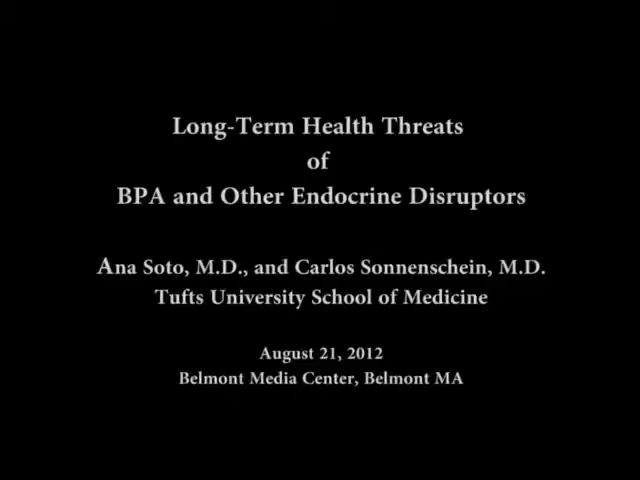 Long-Term Health Threats
of
BPA and Other Endocrine Disruptors
Ana Soto, M.D., and Carlos Sonnenschein, M.D.
Tufts University School of Medicine
August 21, 2012
Belmont Media Center, Belmont MA